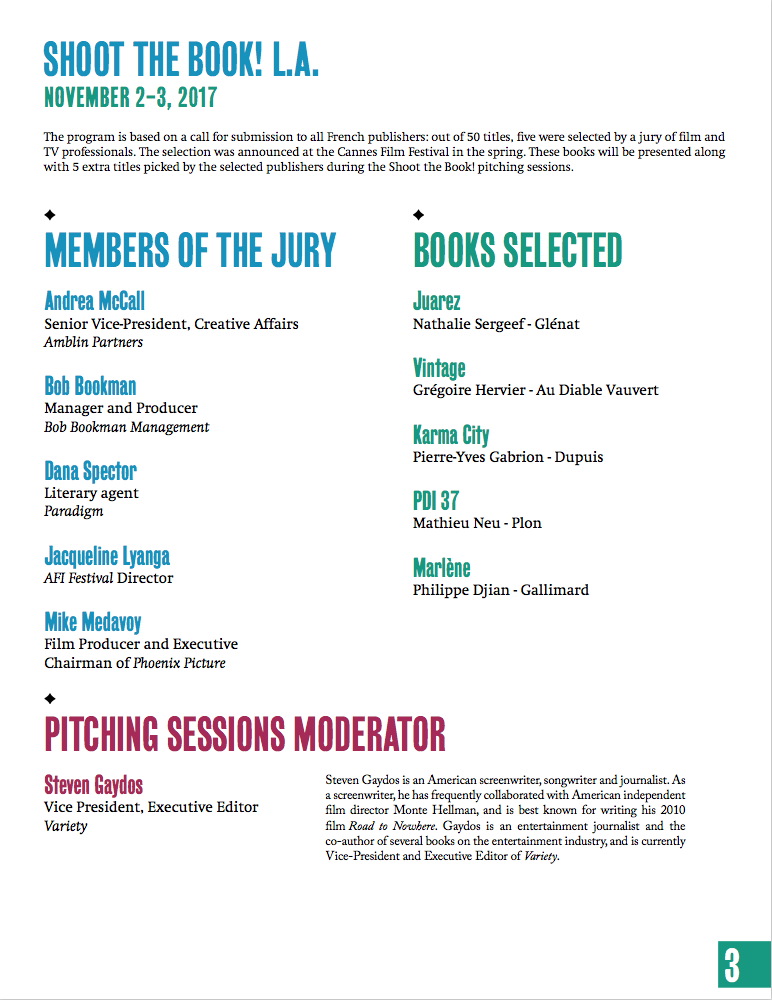 SHOOT THE BOOK! L.A.
NOVEMBER 2–3, 2017
The program is based on a call for submission to all French publishers: out of 50 titles, five were selected by a jury of film and
TV professionals. The selection was announced at the Cannes Film Festival in the spring. These books will be presented along
with 5 extra titles picked by the selected publishers during the Shoot the Book! pitching sessions.
MEMBERS OF THE JURY
Andrea McCall
Senior Vice-President, Creative Affairs
Amblin Partners
Bob Bookman
Manager and Producer
Bob Bookman Management
Dana Spector
Literary agent
Paradigm
Jacqueline Lyanga
AFI Festival Director
Mike Medavoy
Film Producer and Executive
Chairman of Phoenix Picture
BOOKS SELECTED
Juarez
Nathalie Sergeef - Glénat
Vintage
Grégoire Hervier - Au Diable Vauvert
Karma City
Pierre-Yves Gabrion - Dupuis
PDI 37
Mathieu Neu - Plon
Marlène
Philippe Djian - Gallimard
PITCHING SESSIONS MODERATOR
Steven Gaydos
Vice President, Executive Editor
Variety
Steven Gaydos is an American screenwriter, songwriter and journalist. As
a screenwriter, he has frequently collaborated with American independent
film director Monte Hellman, and is best known for writing his 2010
film Road to Nowhere. Gaydos is an entertainment journalist and the
co-author of several books on the entertainment industry, and is currently
Vice-President and Executive Editor of Variety.
3